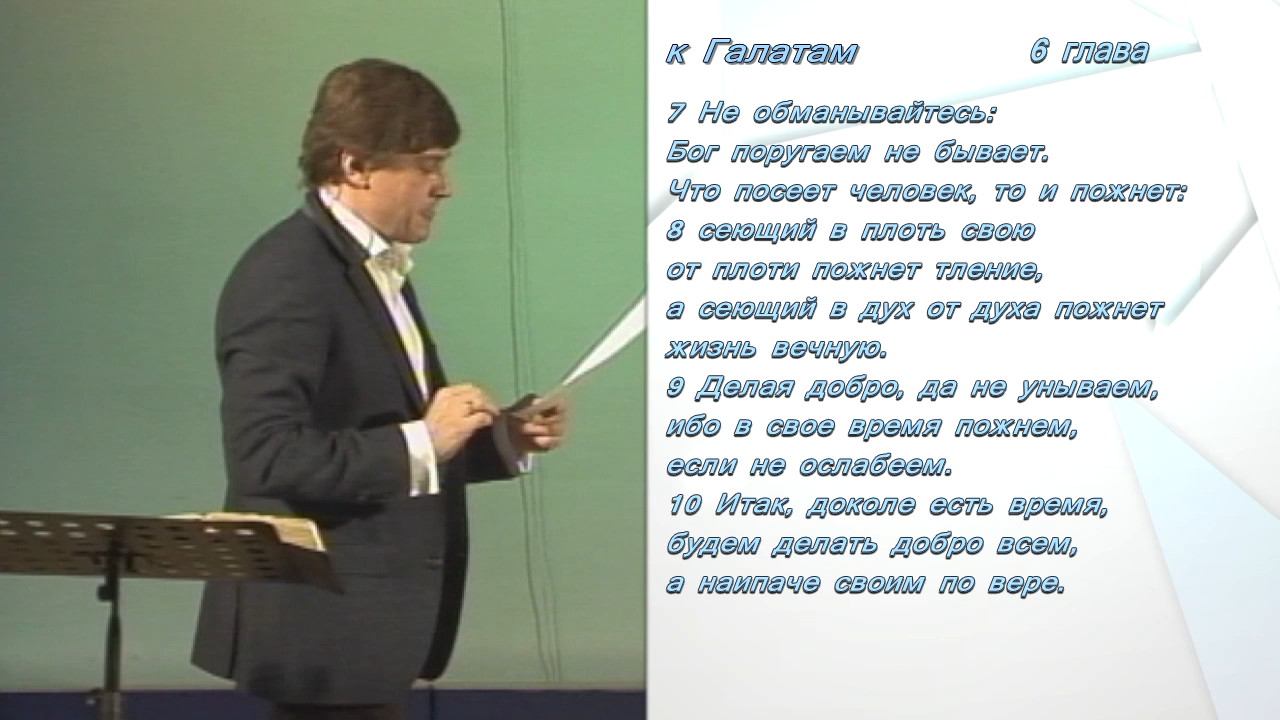 к Галатам 6 глава
7 Не обманывайтесь:
Бог поругаем не бывает.
Что посеет человек, то и пожнет:
8 сеющий в плоть свою
от плоти пожнет тление,
а сеющий в дух от духа пожнет
жизнь вечную.
9 Делая добро, да не унываем,
ибо в свое время пожнем,
если не ослабеем.
10 Итак, доколе есть время,
будем делать добро всем,
а наипаче своим по вере.